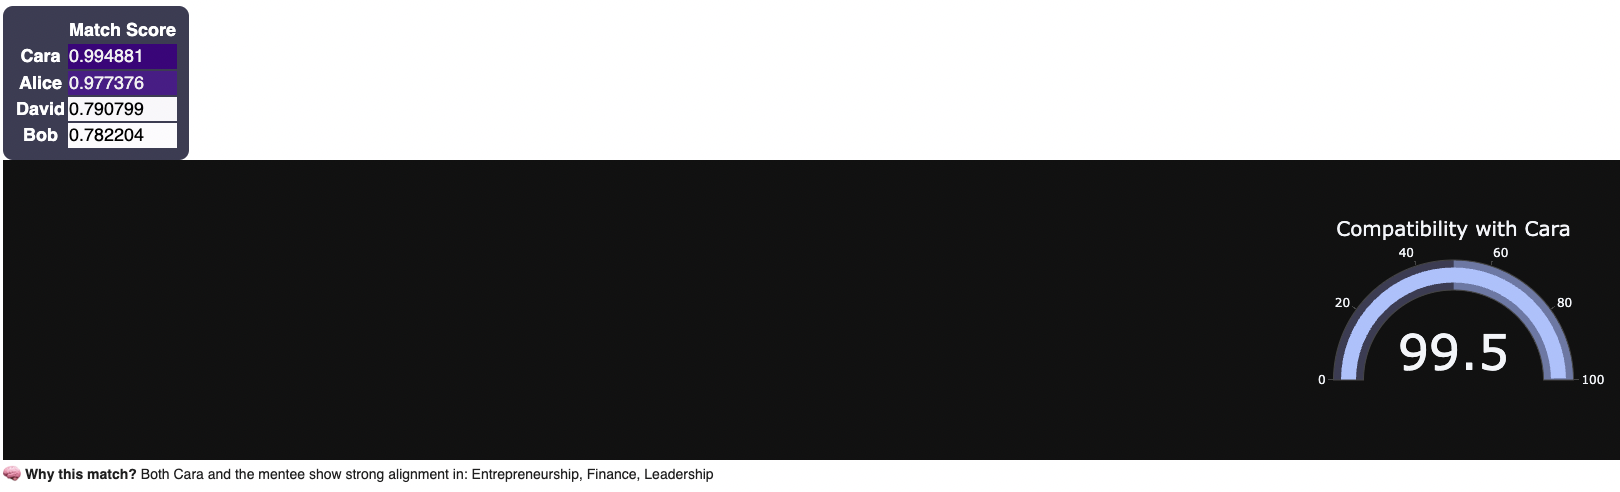 Match Score
Cara 0.994881
Alice 0.977376
David 0.790799
Bob 0.782204
Compatibility with Cara
40 60
20 80
99.5
0 100
Why this match? Both Cara and the mentee show strong alignment in: Entrepreneurship, Finance, Leadership